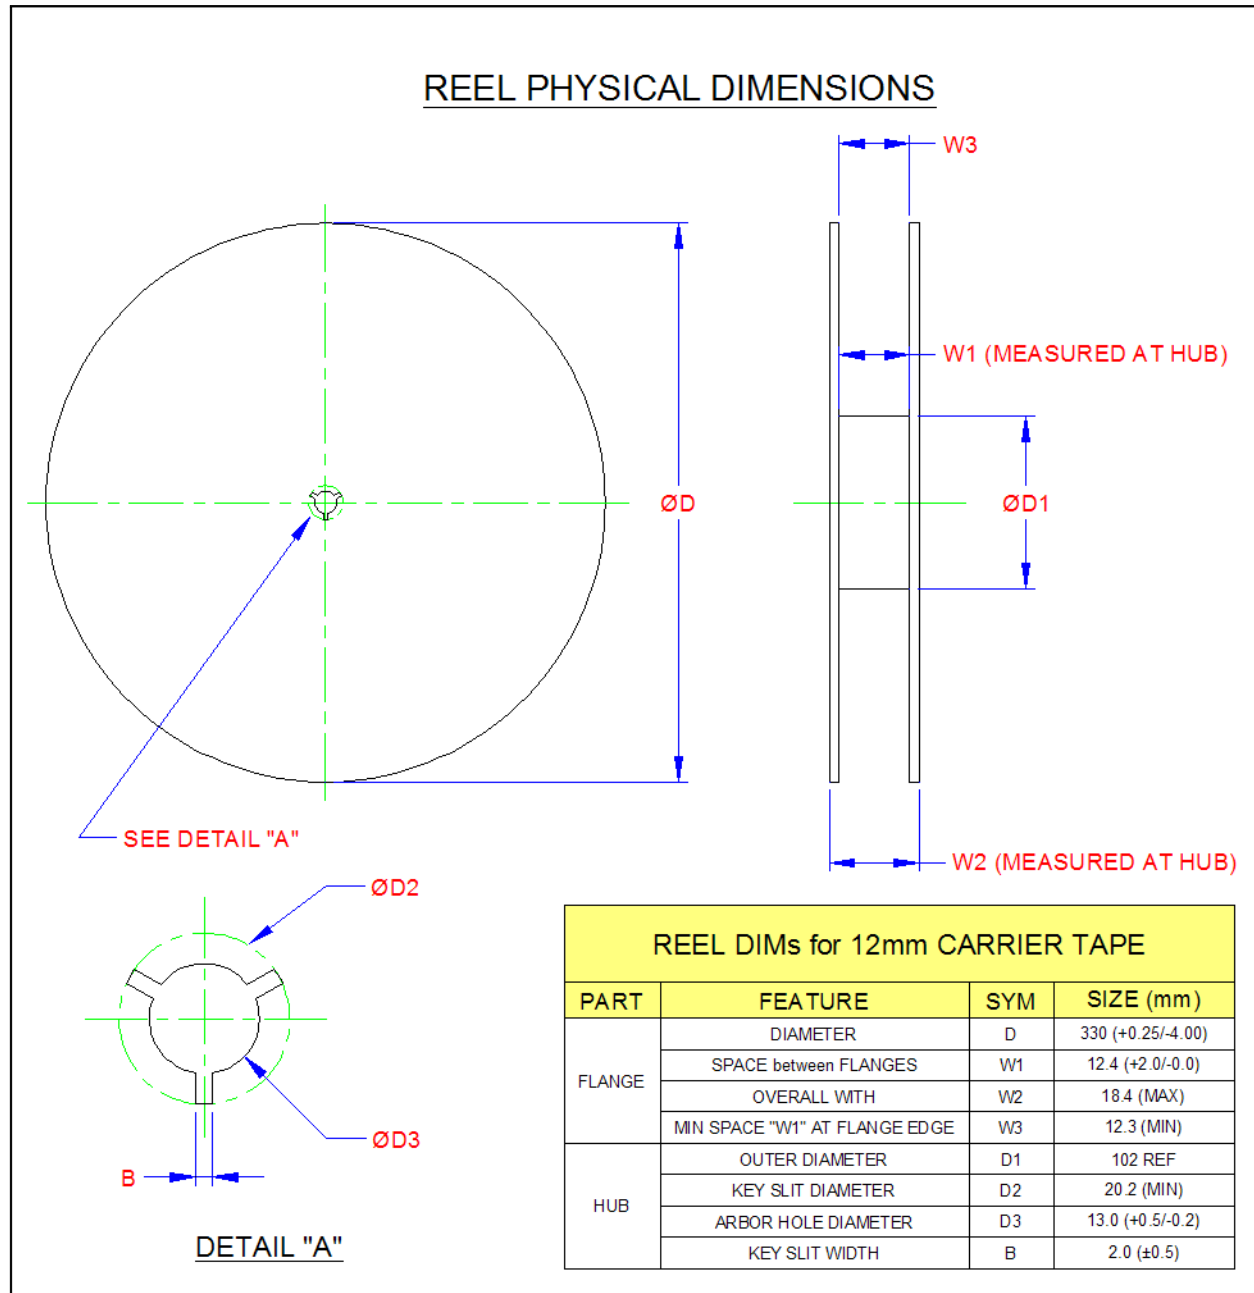 REEL PHYSICAL DIMENSIONS
W3
W1 (MEASURED AT HUB)
ØD
ØD1
SEE DETAIL "A"
W2 (MEASURED AT HUB)
ØD2
ØD3
B
DETAIL "A"
REEL DIMs for 12mm CARRIER TAPE
PART FEATURE SYM SIZE (mm)
FLANGE
DIAMETER D 330 (+0.25/-4.00)
SPACE between FLANGES W1 12.4 (+2.0/-0.0)
OVERALL WITH W2 18.4 (MAX)
MIN SPACE "W1" AT FLANGE EDGE W3 12.3 (MIN)
HUB
OUTER DIAMETER D1 102 REF
KEY SLIT DIAMETER D2 20.2 (MIN)
ARBOR HOLE DIAMETER D3 13.0 (+0.5/-0.2)
KEY SLIT WIDTH B 2.0 (±0.5)